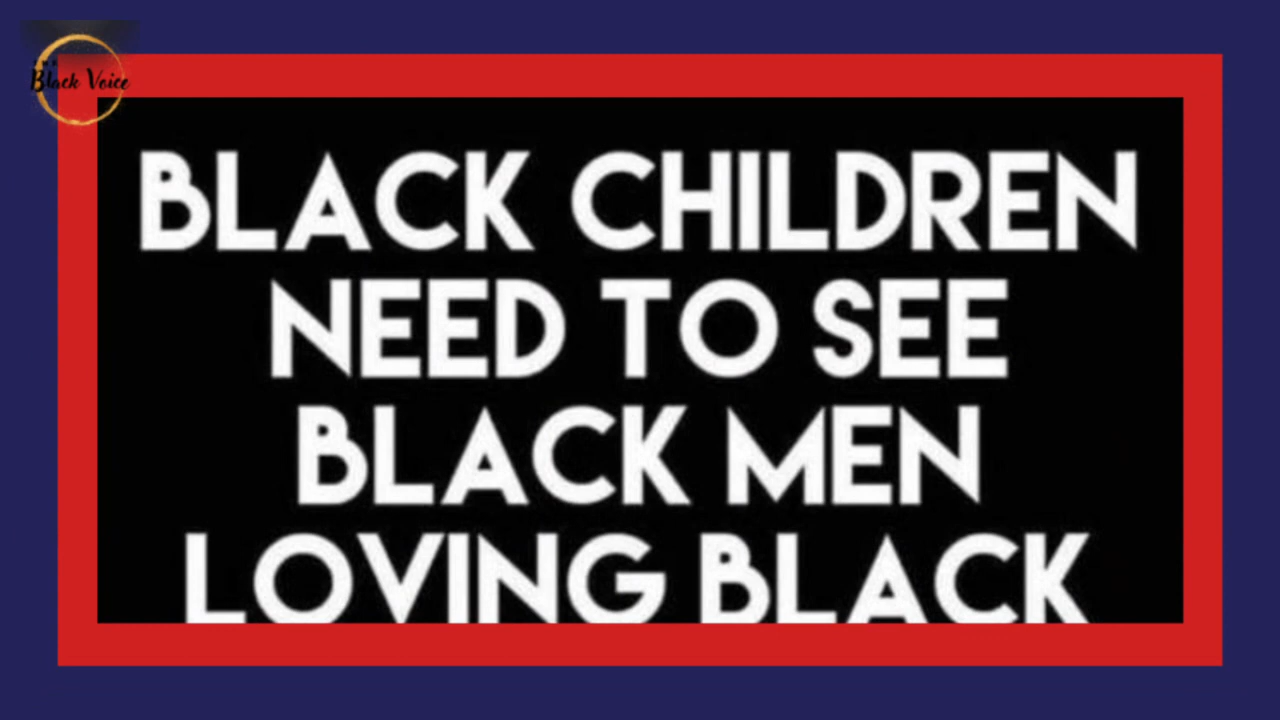 Black Voice
BLACK CHILDREN
NEED TO SEE
BLACK MEN
LOVING BLACK